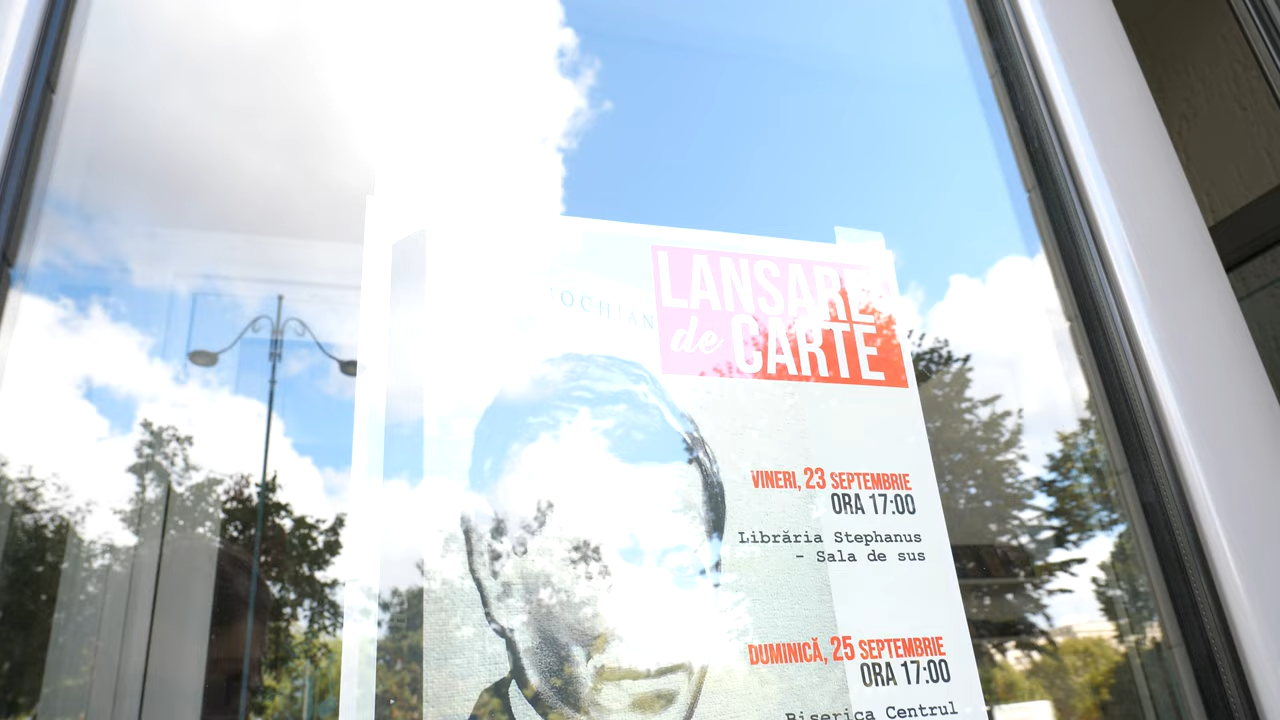 LANSARE
de CARTE
VINERI, 23 SEPTEMBRIE
ORA 17:00
Librăria Stephanus
- Sala de sus
DUMINICĂ, 25 SEPTEMBRIE
ORA 17:00
Biserica Centrul